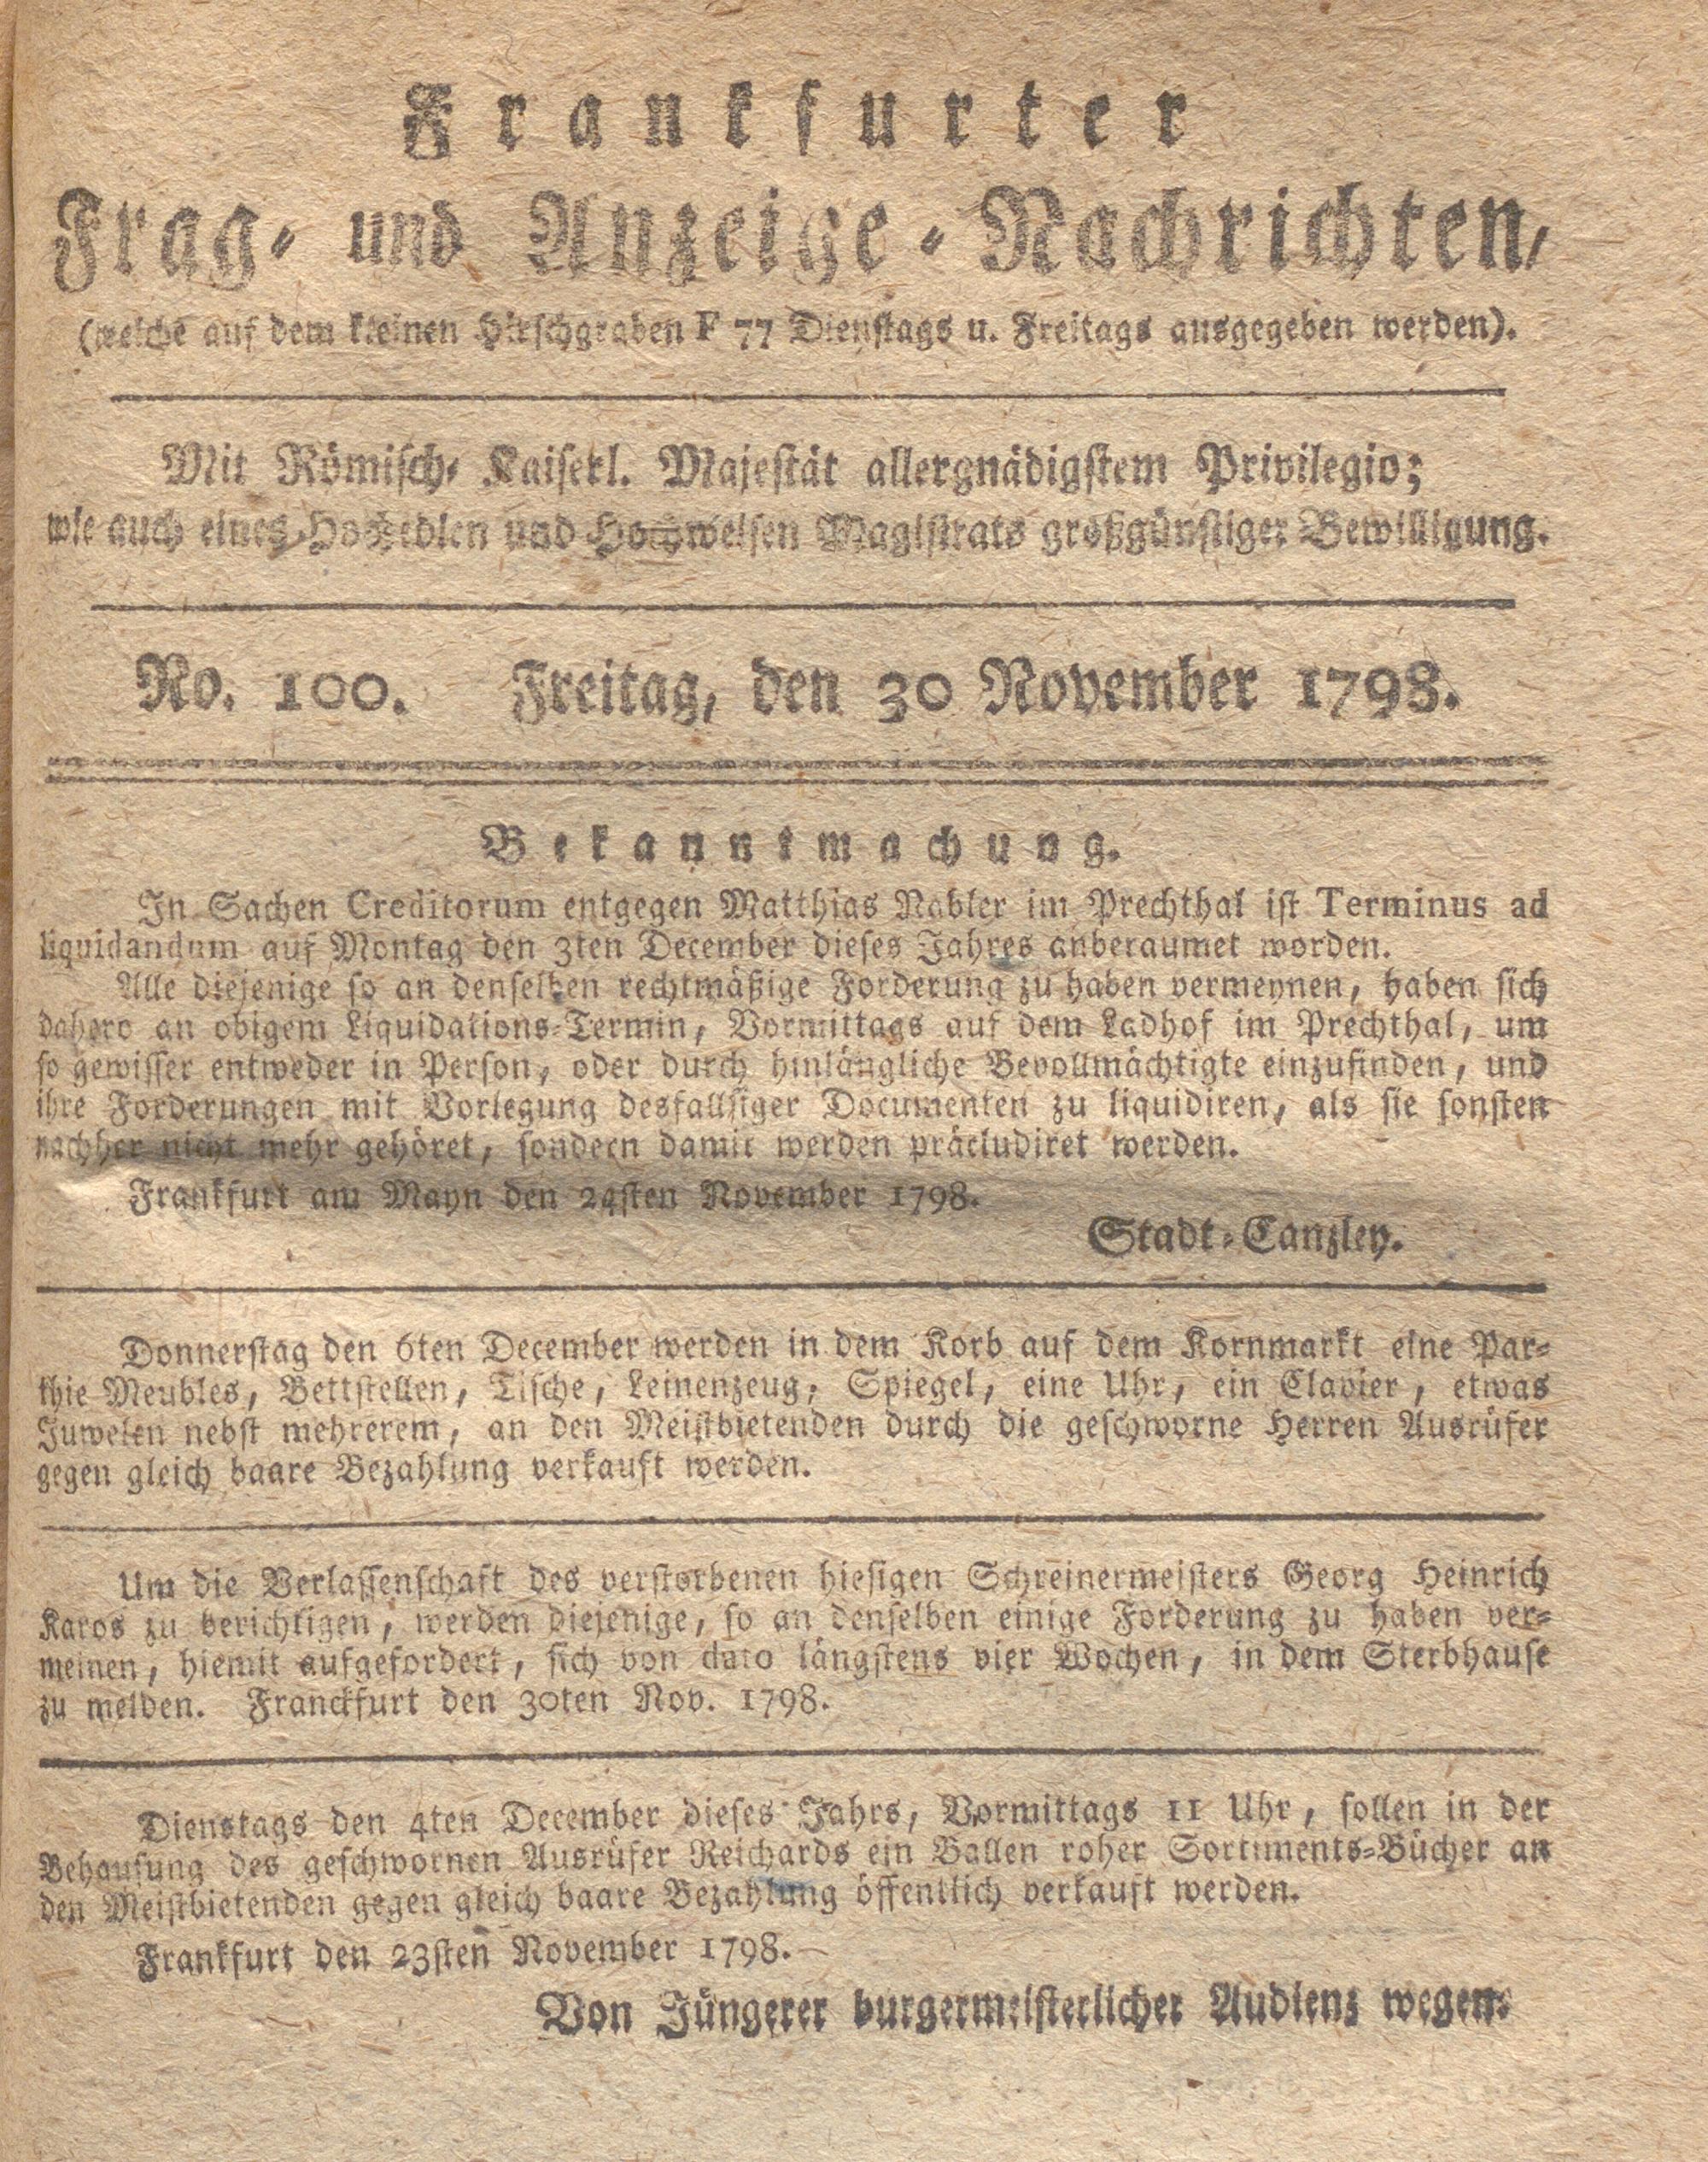 Frankfurter
Frag- und Anzeige-Nachrichten,
(welche auf dem kleinen Hirschgraben F 77 Dienstags u. Freitags ausgegeben werden).
Mit Römisch- Kaiserl. Majestät allergnädigstem Privilegio;
wie auch eines Hochedlen und Hochweisen Magistrats großgünstiger Bewilligung.
No. 100. Freitag, den 30 November 1798.
Bekanntmachung.
In Sachen Creditorum entgegen Matthias Nabler im Prechthal ist Terminus ad
liquidandum auf Montag den 3ten December dieses Jahres anberaumet worden.
Alle diejenige so an denselben rechtmäßige Forderung zu haben vermeynen, haben sich
dahero an obigem Liquidations-Termin, Vormittags auf dem Ladhof im Prechthal, um
so gewisser entweder in Person, oder durch hinlängliche Bevollmächtigte einzufinden, und
ihre Forderungen mit Vorlegung desfallsiger Documenten zu liquidiren, als sie sonsten
nachher nicht mehr gehöret, sondern damit werden präcludiret werden.
Frankfurt am Mayn den November 1798.
Stadt-Canzley.
Donnerstag den 6ten December werden in dem Korb auf dem Kornmarkt eine Par-
thie Meubles, Bettstellen, Tische, Leinenzeug, Spiegel, eine Uhr, ein Clavier, etwas
Juwelen nebst mehrerem, an den Meistbietenden durch die geschworne Herren Ausrüfer
gegen gleich baare Bezahlung verkauft werden.
Um die Verlassenschaft des verstorbenen hiesigen Schreinermeisters Georg Heinrich
Karos zu berichtigen, werden diejenige, so an denselben einige Forderung zu haben ver-
meinen, hiemit aufgefordert, sich von dato längstens vier Wochen, in dem Sterbhause
zu melden. Franckfurt den 30ten Nov. 1798.
Dienstags den 4ten December dieses Jahrs, Vormittags 11 Uhr, sollen in der
Behausung des geschwornen Ausrüfer Reichards ein Ballen roher Sortiments-Bücher an
den Meistbietenden gegen gleich baare Bezahlung öffentlich verkauft werden.
Frankfurt den 23sten November 1798.
Von Jüngerer burgermeisterlicher Audienz wegen.